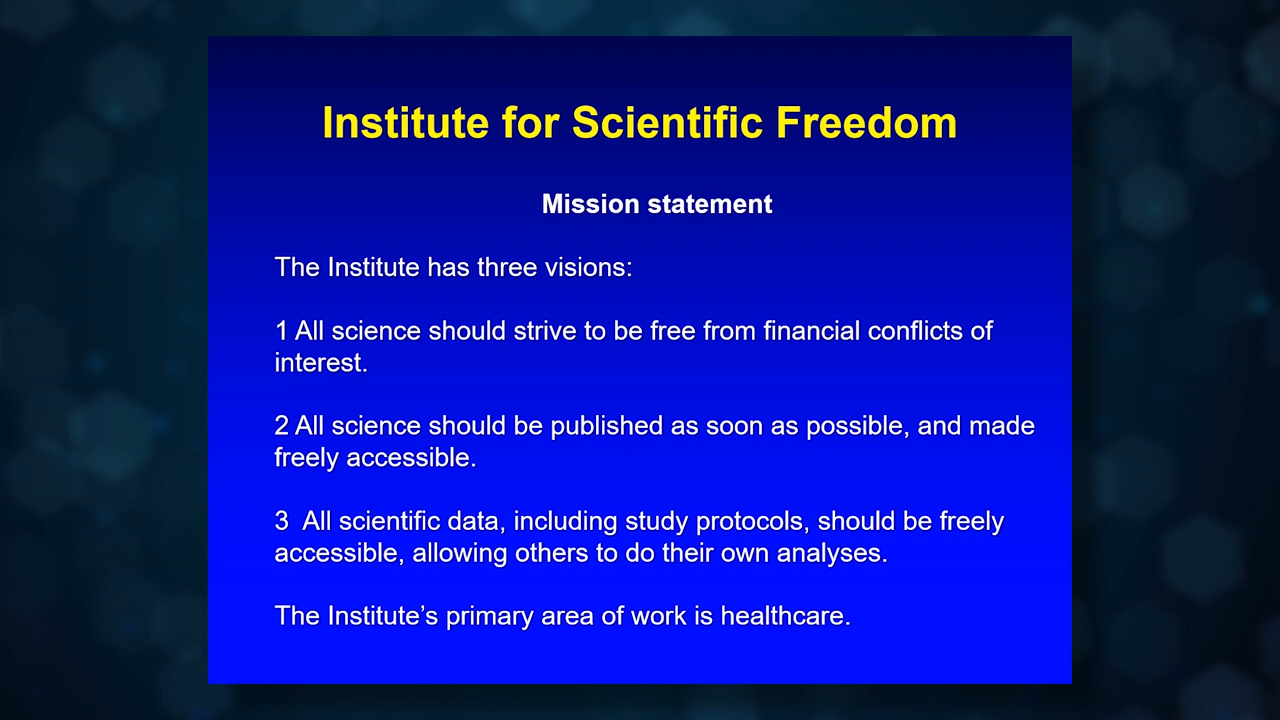 Institute for Scientific Freedom
Mission statement
The Institute has three visions:
1 All science should strive to be free from financial conflicts of
interest.
2 All science should be published as soon as possible, and made
freely accessible.
3  All scientific data, including study protocols, should be freely
accessible, allowing others to do their own analyses.
The Institute’s primary area of work is healthcare.